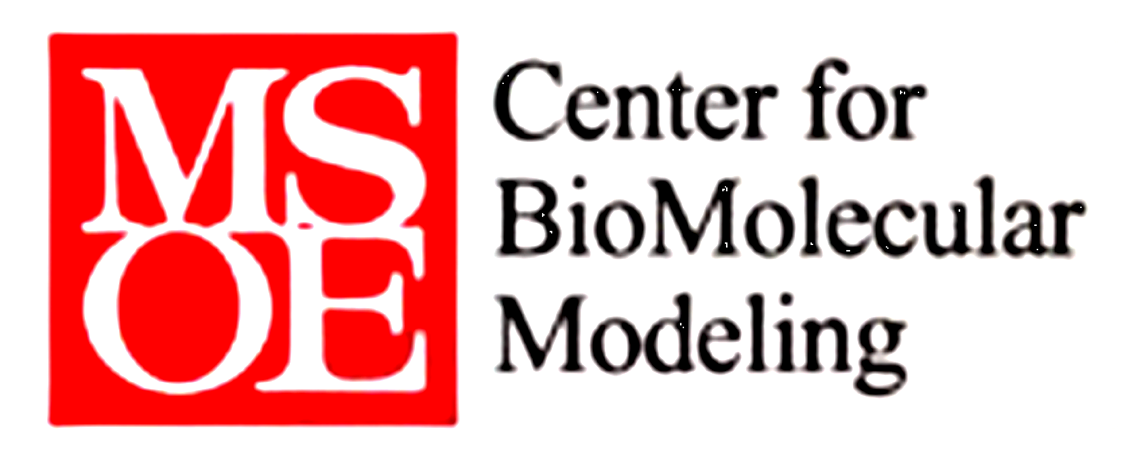 MS
OE
Center for
BioMolecular
Modeling